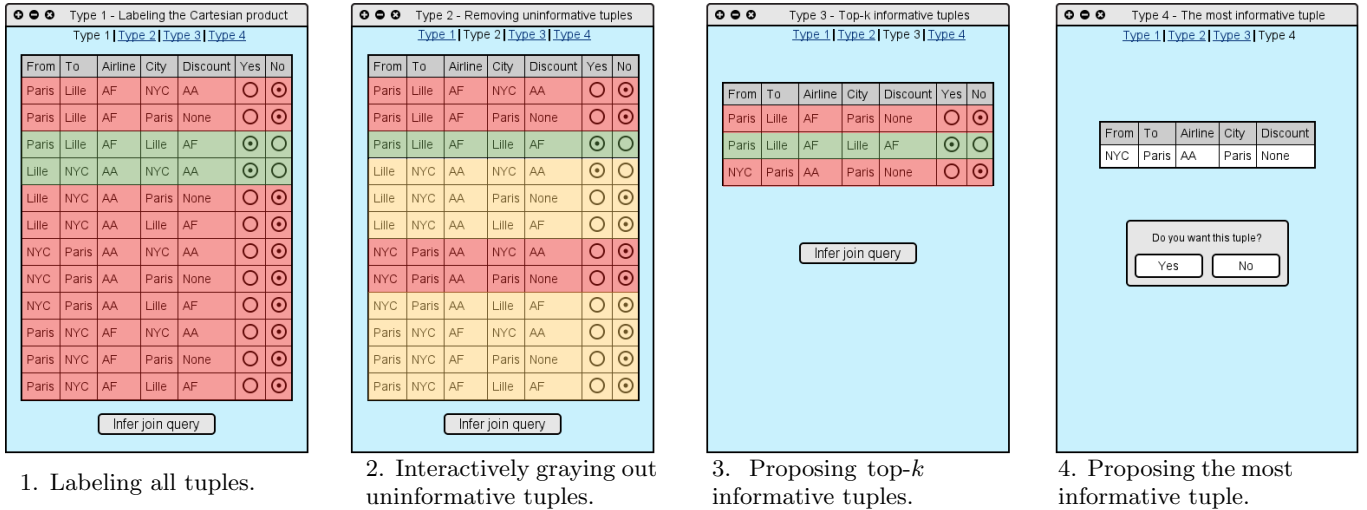 Type 1 - Labeling the Cartesian product
Type 1 | Type 2 | Type 3 | Type 4
From To Airline City Discount Yes No
Paris Lille AF NYC AA
Paris Lille AF Paris None
Paris Lille AF Lille AF
Lille NYC AA NYC AA
Lille NYC AA Paris None
Lille NYC AA Lille AF
NYC Paris AA NYC AA
NYC Paris AA Paris None
NYC Paris AA Lille AF
Paris NYC AF NYC AA
Paris NYC AF Paris None
Paris NYC AF Lille AF
Infer join query
1. Labeling all tuples.
Type 2 - Removing uninformative tuples
Type 1 | Type 2 | Type 3 | Type 4
From To Airline City Discount Yes No
Paris Lille AF NYC AA
Paris Lille AF Paris None
Paris Lille AF Lille AF
Lille NYC AA NYC AA
Lille NYC AA Paris None
Lille NYC AA Lille AF
NYC Paris AA NYC AA
NYC Paris AA Paris None
NYC Paris AA Lille AF
Paris NYC AF NYC AA
Paris NYC AF Paris None
Paris NYC AF Lille AF
Infer join query
2. Interactively graying out
uninformative tuples.
Type 3 - Top-k informative tuples
Type 1 | Type 2 | Type 3 | Type 4
From To Airline City Discount Yes No
Paris Lille AF Paris None
Paris Lille AF Lille AF
NYC Paris AA Paris None
Infer join query
3. Proposing top-k
informative tuples.
Type 4 - The most informative tuple
Type 1 | Type 2 | Type 3 | Type 4
From To Airline City Discount
NYC Paris AA Paris None
Do you want this tuple?
Yes No
4. Proposing the most
informative tuple.